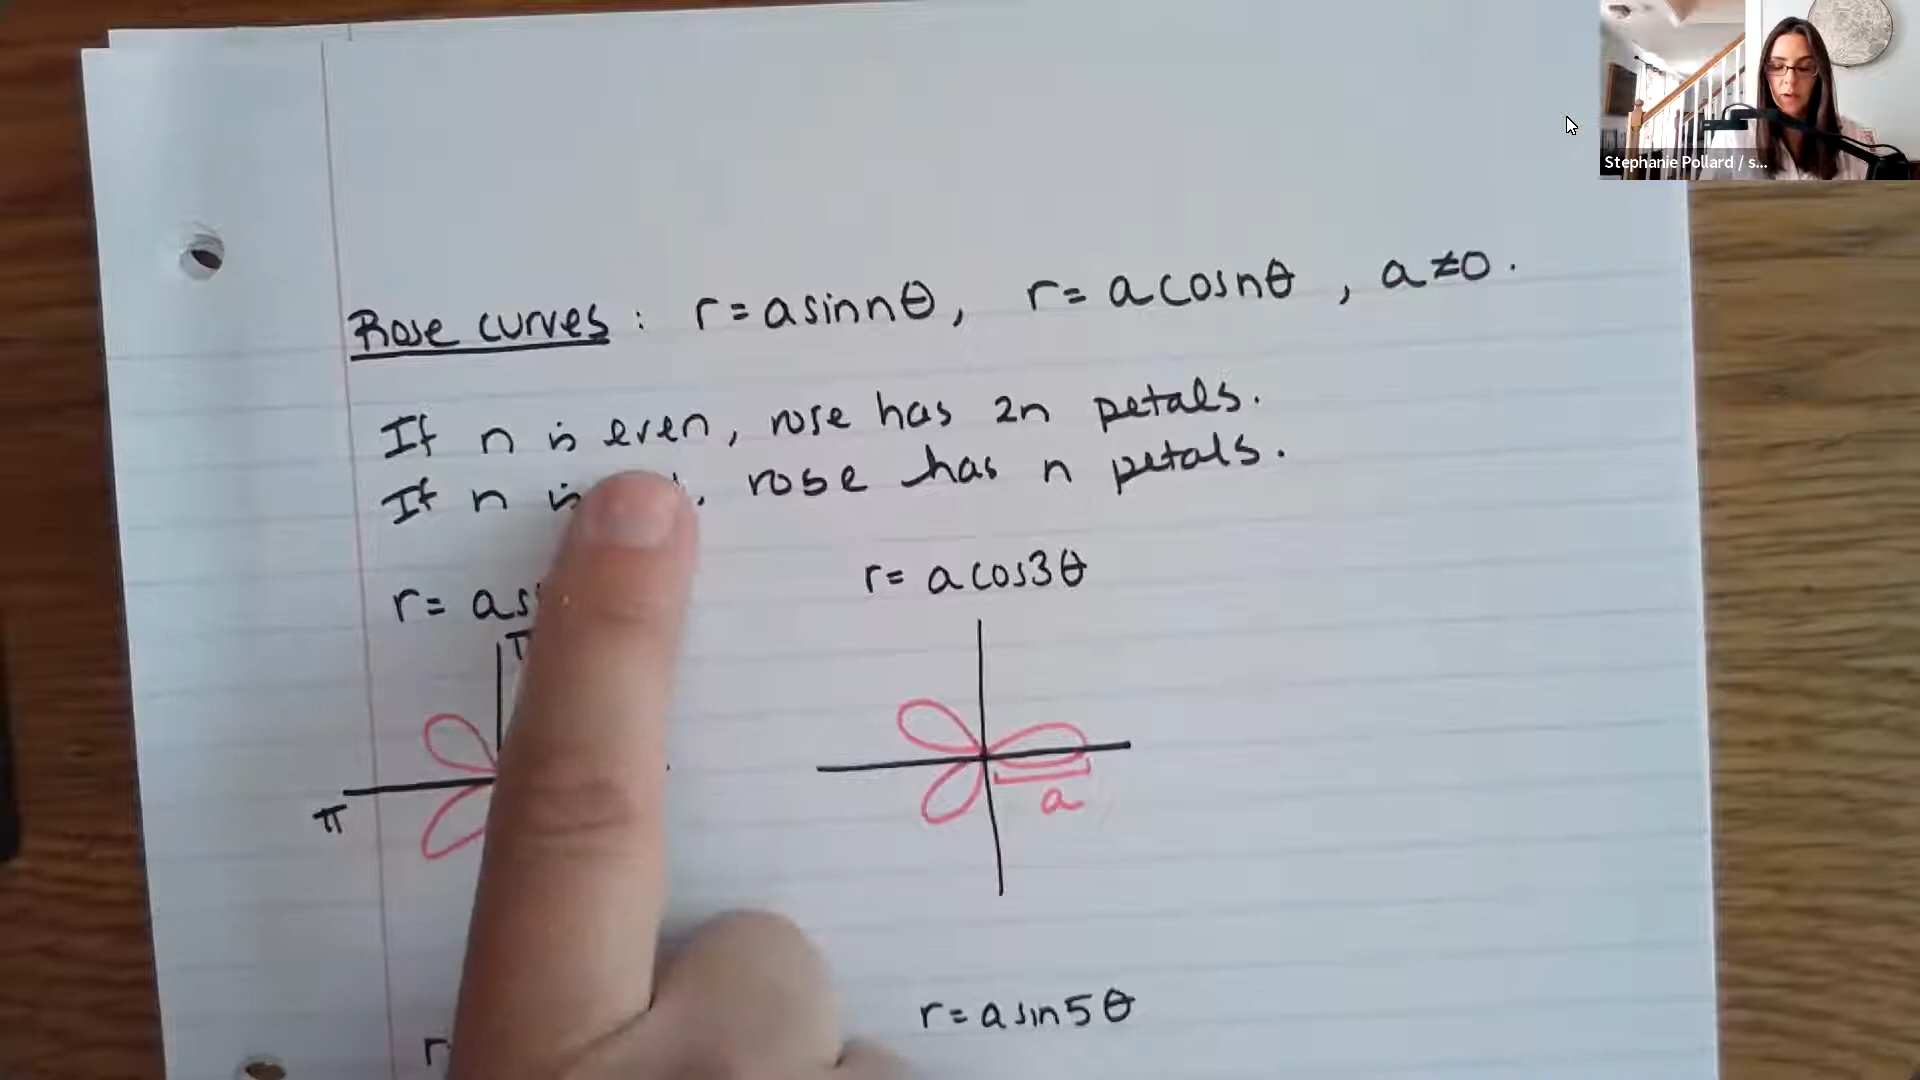 Stephanie Pollard / s...
Rose curves : r = a sin nθ, r = a cos nθ , a ≠ 0 .
If n is even, rose has 2n petals.
If n is , rose has n petals.
r = as
r = a cos 3θ
π
a
r = a sin 5θ
r